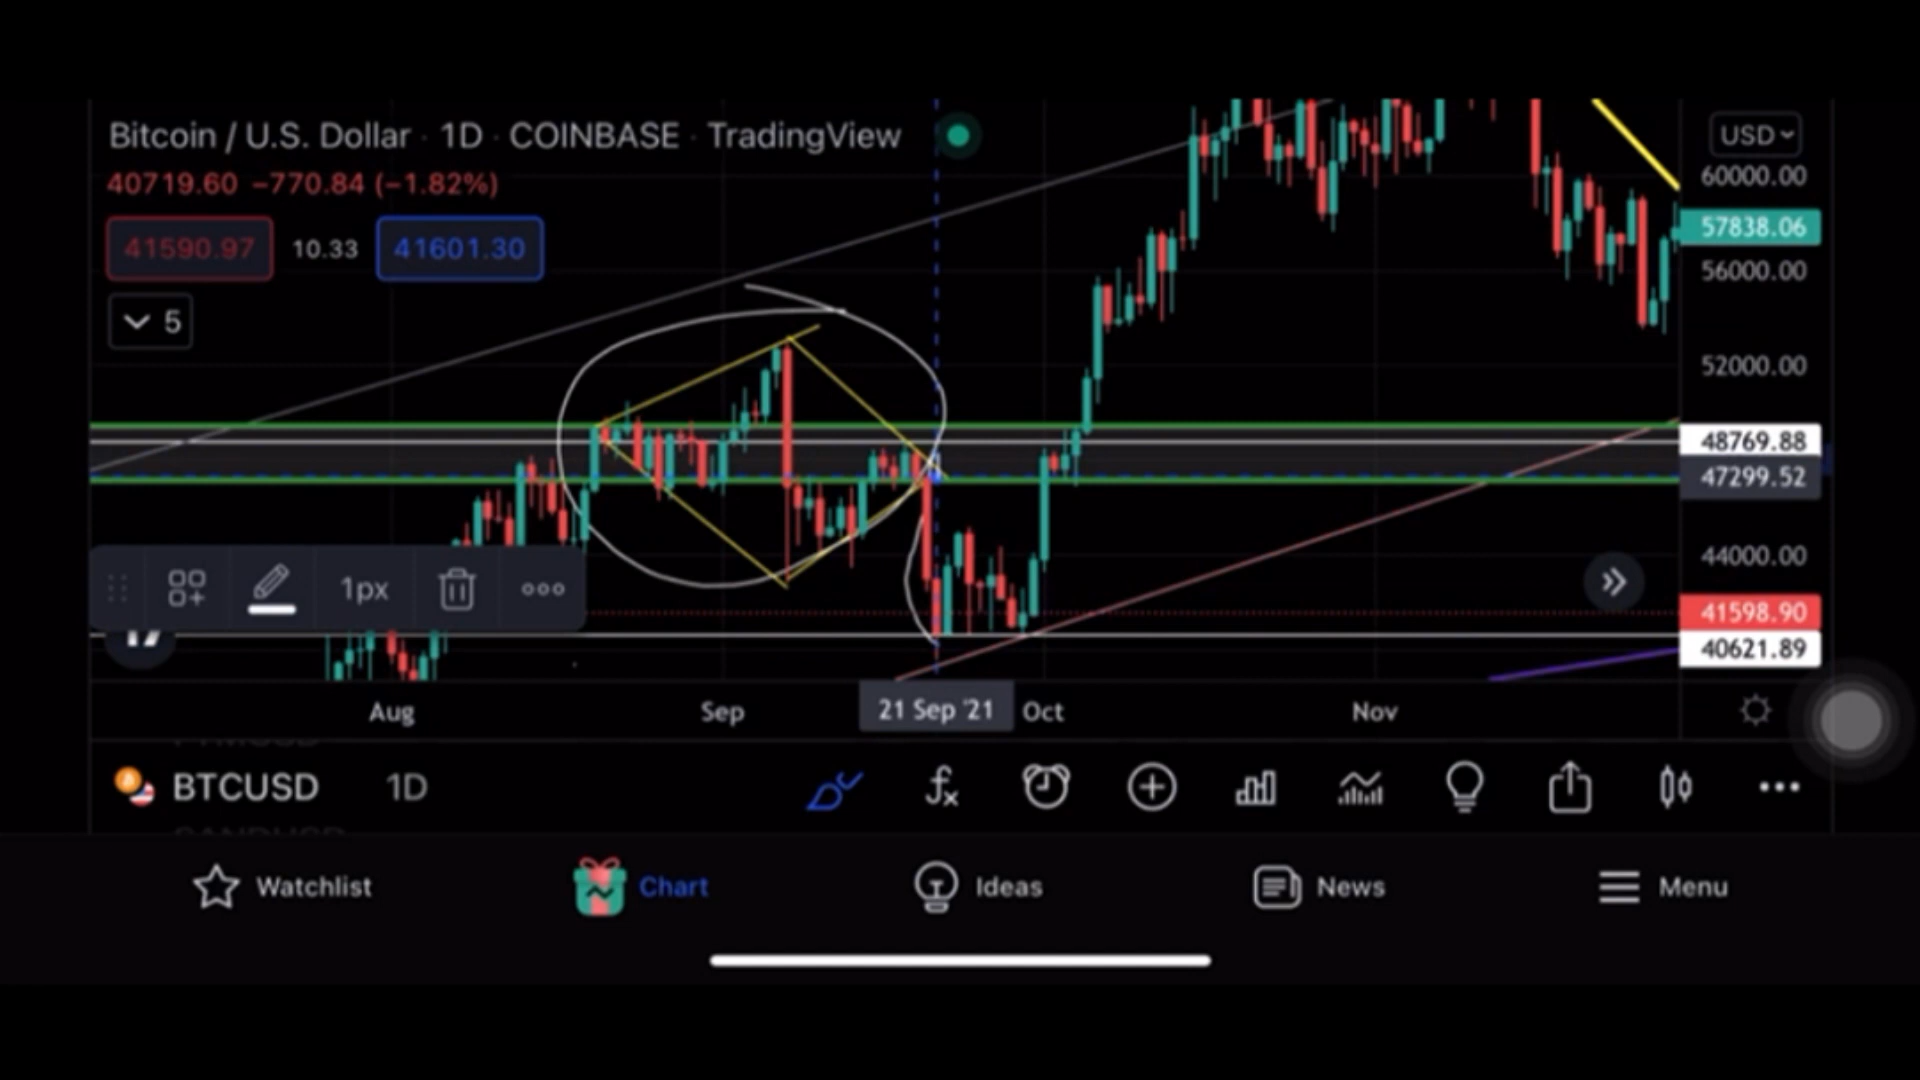 Bitcoin / U.S. Dollar · 1D · COINBASE · TradingView
USD
40719.60 −770.84 (−1.82%)
60000.00
41590.97 10.33 41601.30
57838.06
56000.00
5
52000.00
48769.88
47299.52
44000.00
1px
41598.90
40621.89
Aug Sep 21 Sep '21 Oct Nov
BTCUSD 1D
Watchlist Chart Ideas News Menu